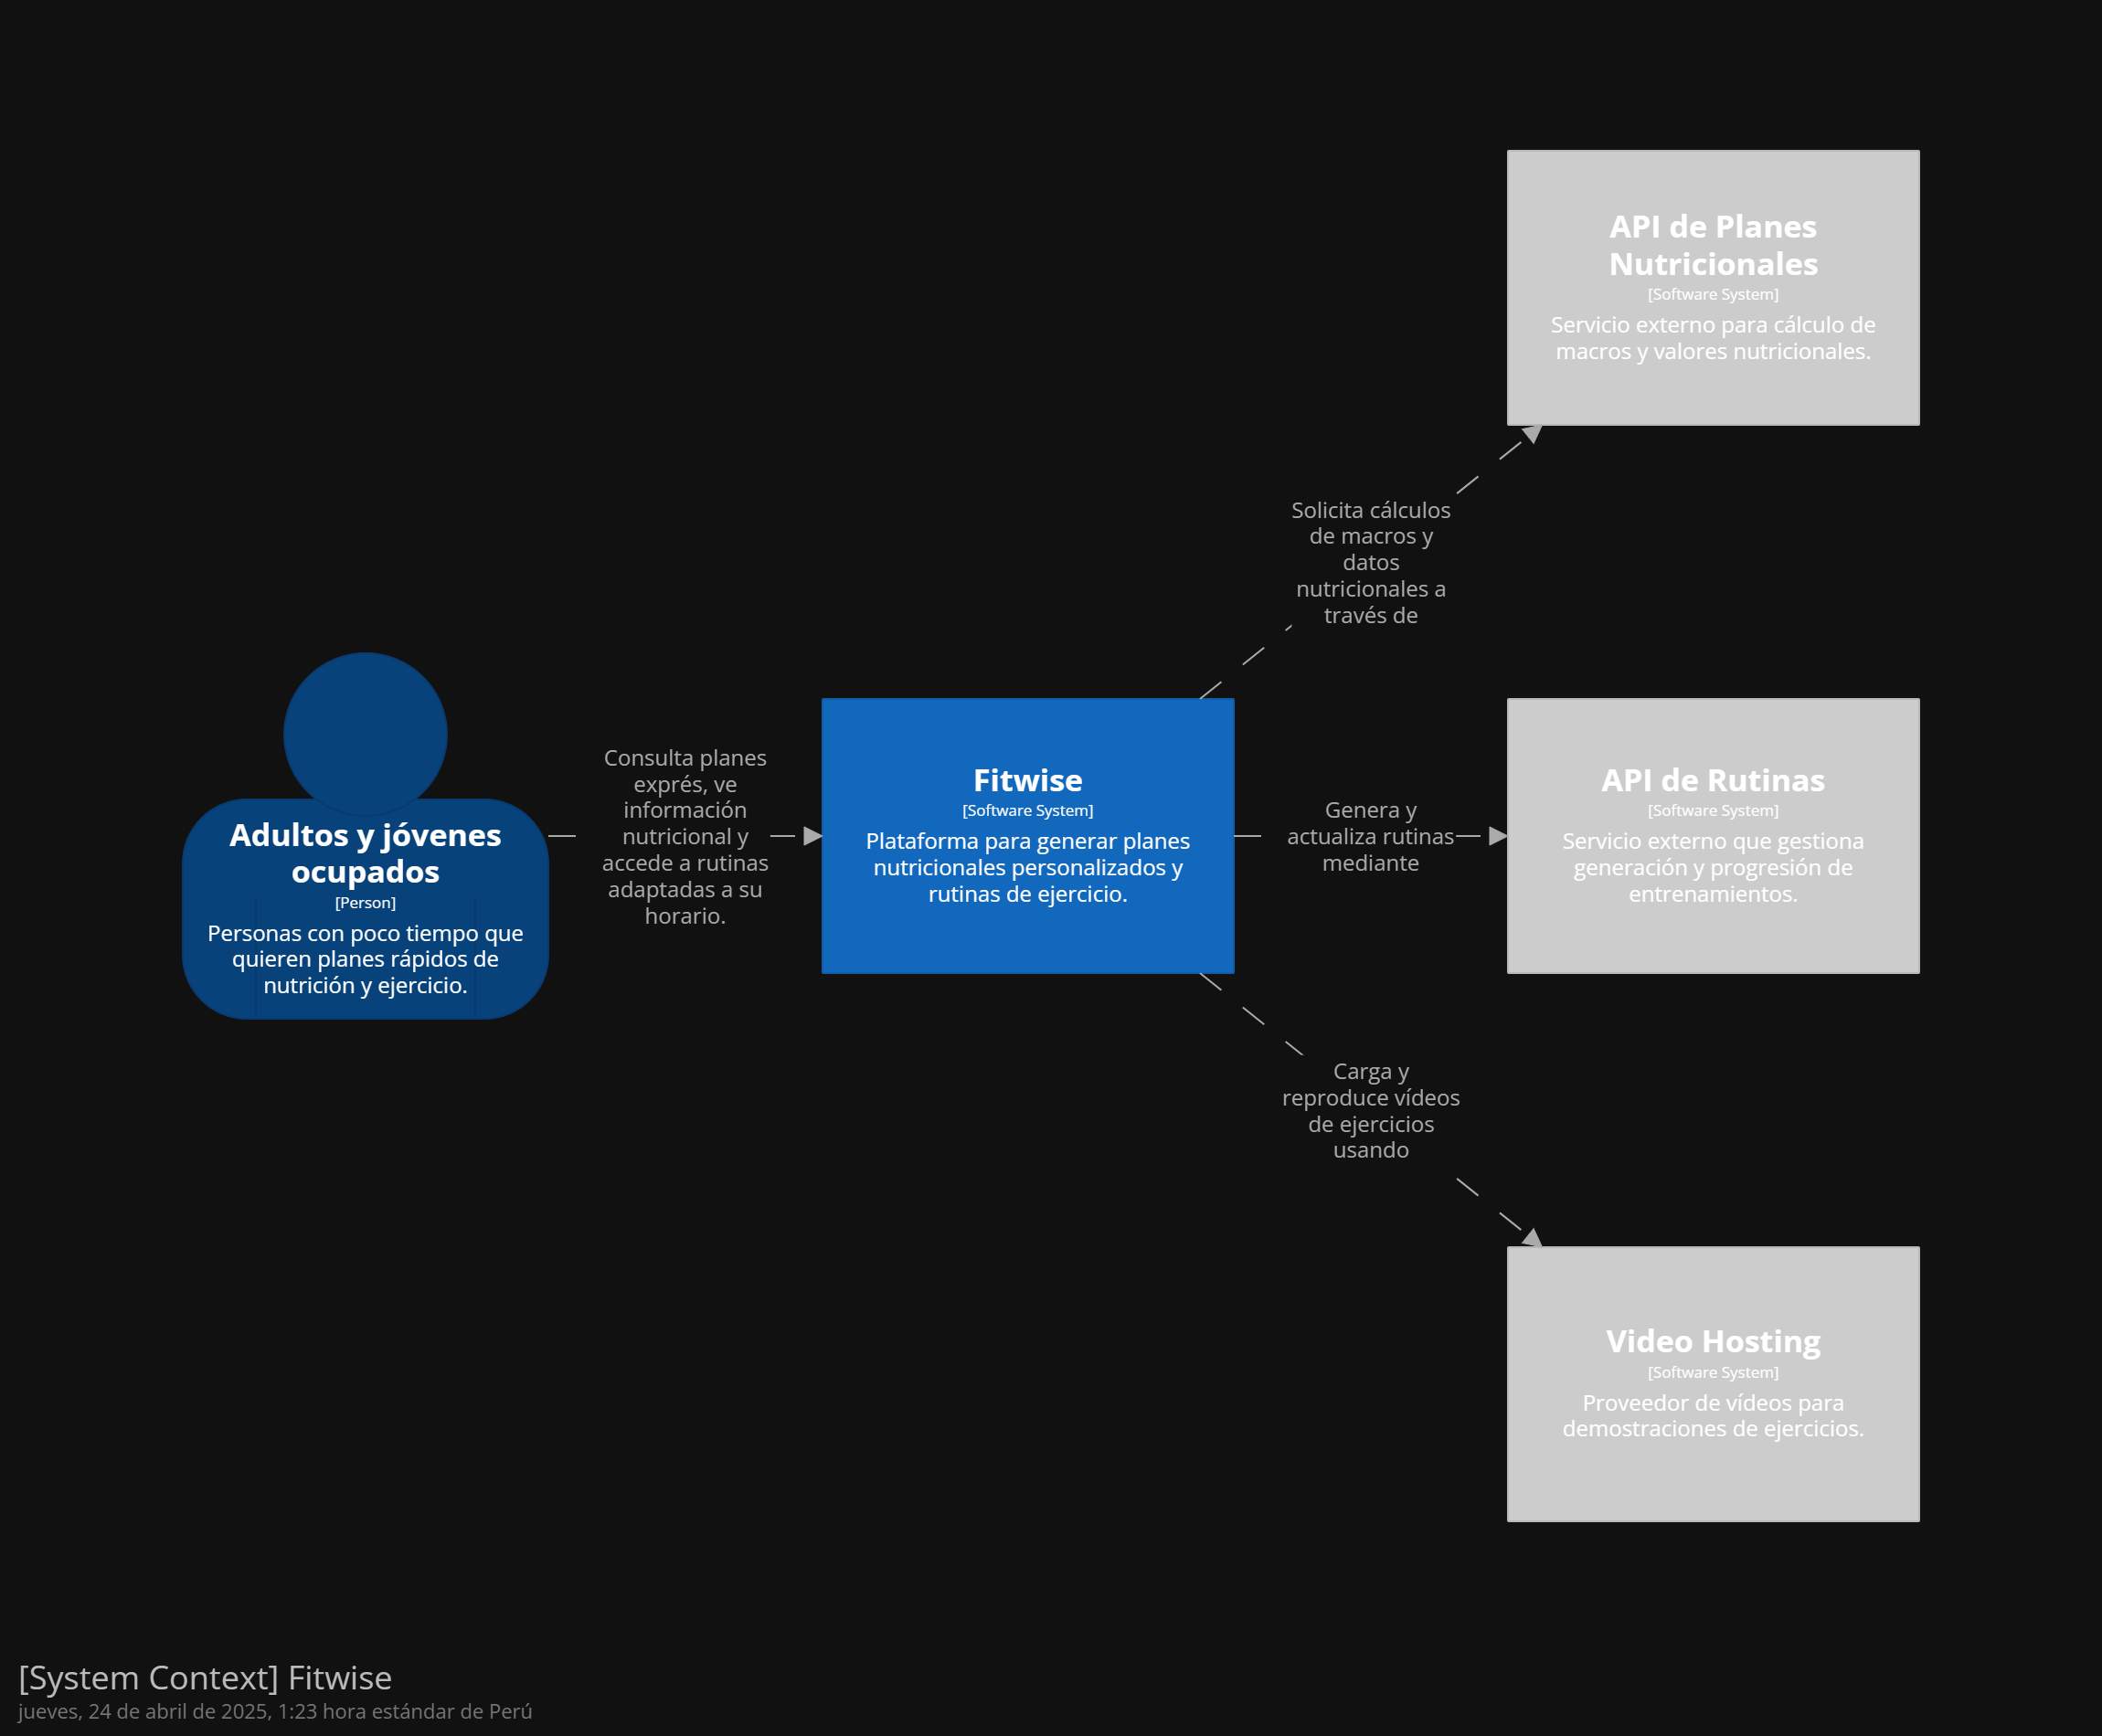 API de Planes
Nutricionales
[Software System]
Servicio externo para cálculo de
macros y valores nutricionales.
Solicita cálculos
de macros y
datos
nutricionales a
través de
Adultos y jóvenes
ocupados
[Person]
Personas con poco tiempo que
quieren planes rápidos de
nutrición y ejercicio.
Consulta planes
exprés, ve
información
nutricional y
accede a rutinas
adaptadas a su
horario.
Fitwise
[Software System]
Plataforma para generar planes
nutricionales personalizados y
rutinas de ejercicio.
Genera y
actualiza rutinas
mediante
API de Rutinas
[Software System]
Servicio externo que gestiona
generación y progresión de
entrenamientos.
Carga y
reproduce vídeos
de ejercicios
usando
Video Hosting
[Software System]
Proveedor de vídeos para
demostraciones de ejercicios.
[System Context] Fitwise
jueves, 24 de abril de 2025, 1:23 hora estándar de Perú